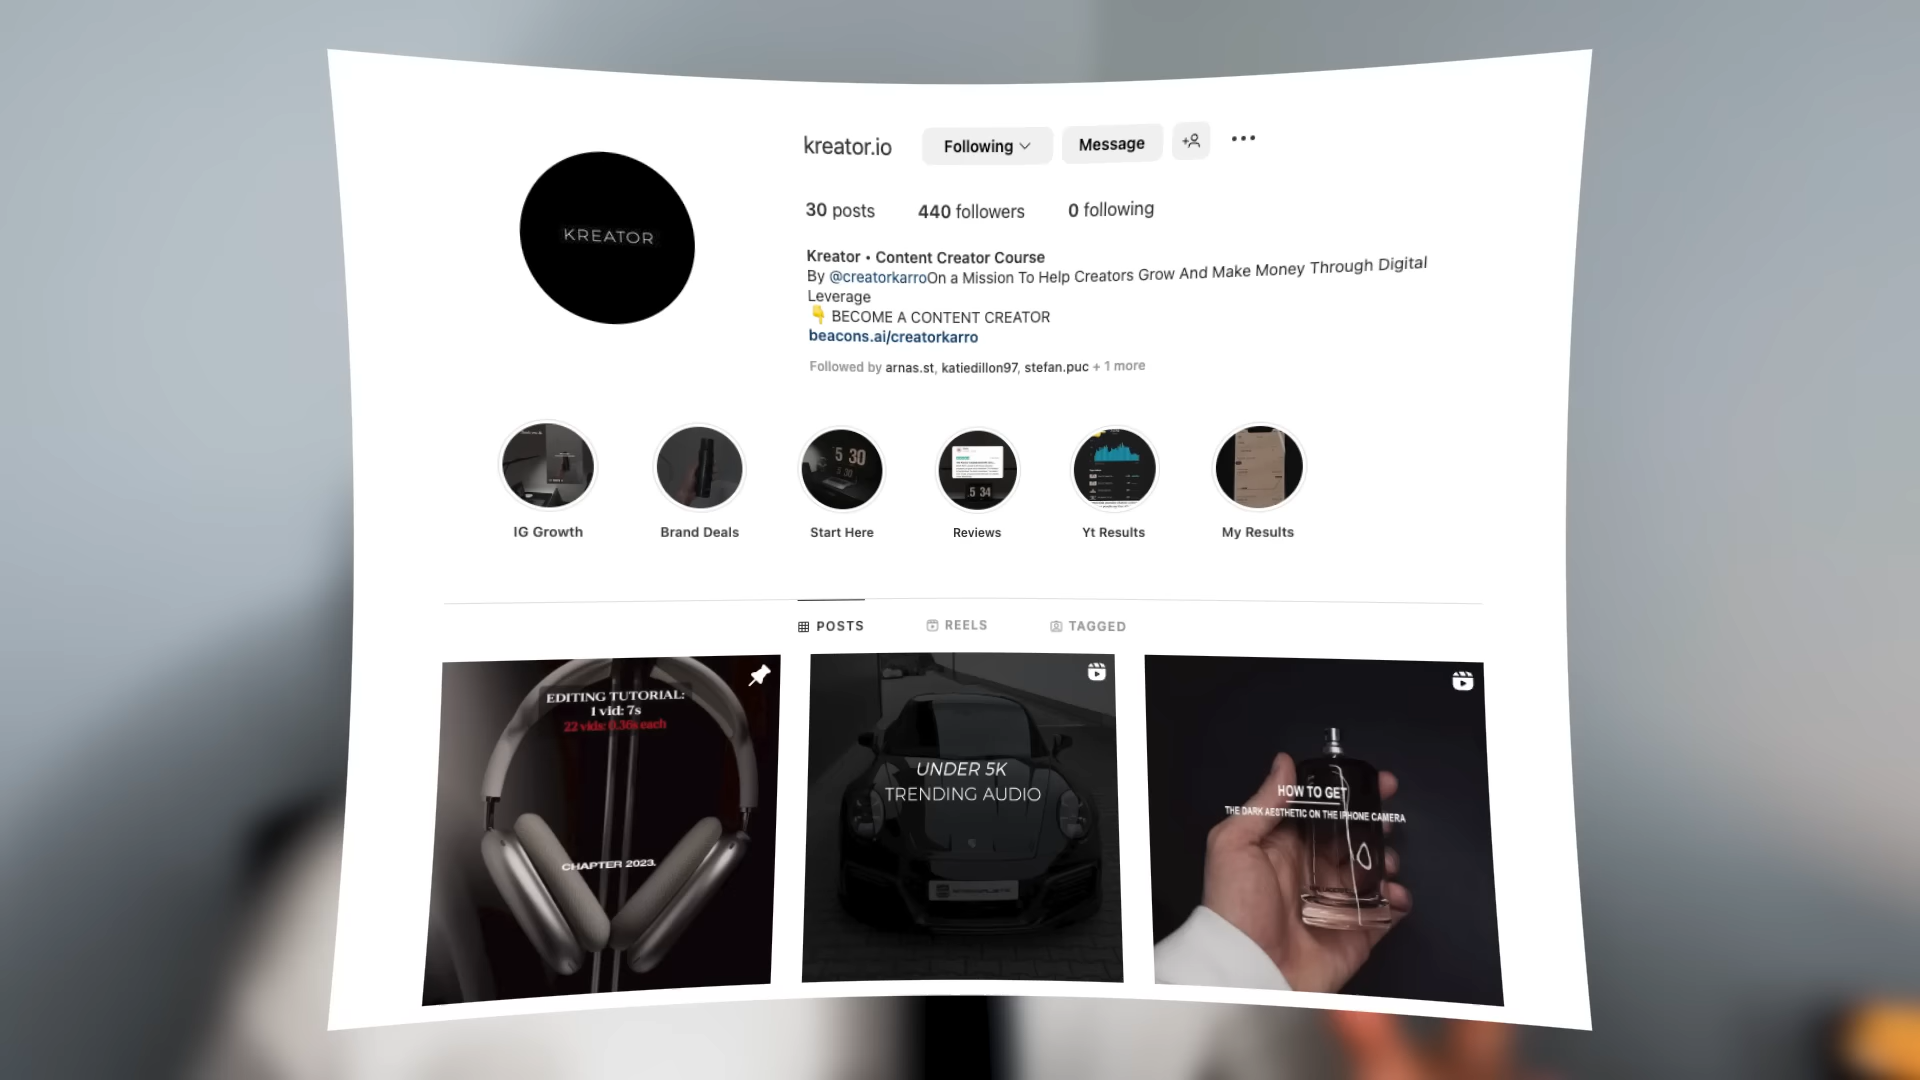 kreator.io Following Message
KREATOR
30 posts 440 followers 0 following
Kreator • Content Creator Course
By @creatorkarroOn a Mission To Help Creators Grow And Make Money Through Digital
Leverage
👇 BECOME A CONTENT CREATOR
beacons.ai/creatorkarro
Followed by arnas.st, katiedillon97, stefan.puc + 1 more
5 30
5 30
5 34
IG Growth Brand Deals Start Here Reviews Yt Results My Results
POSTS REELS TAGGED
EDITING TUTORIAL:
1 vid: 7s
22 vids: 0.36s each
CHAPTER 2023.
UNDER 5K
TRENDING AUDIO
HOW TO GET
THE DARK AESTHETIC ON THE IPHONE CAMERA